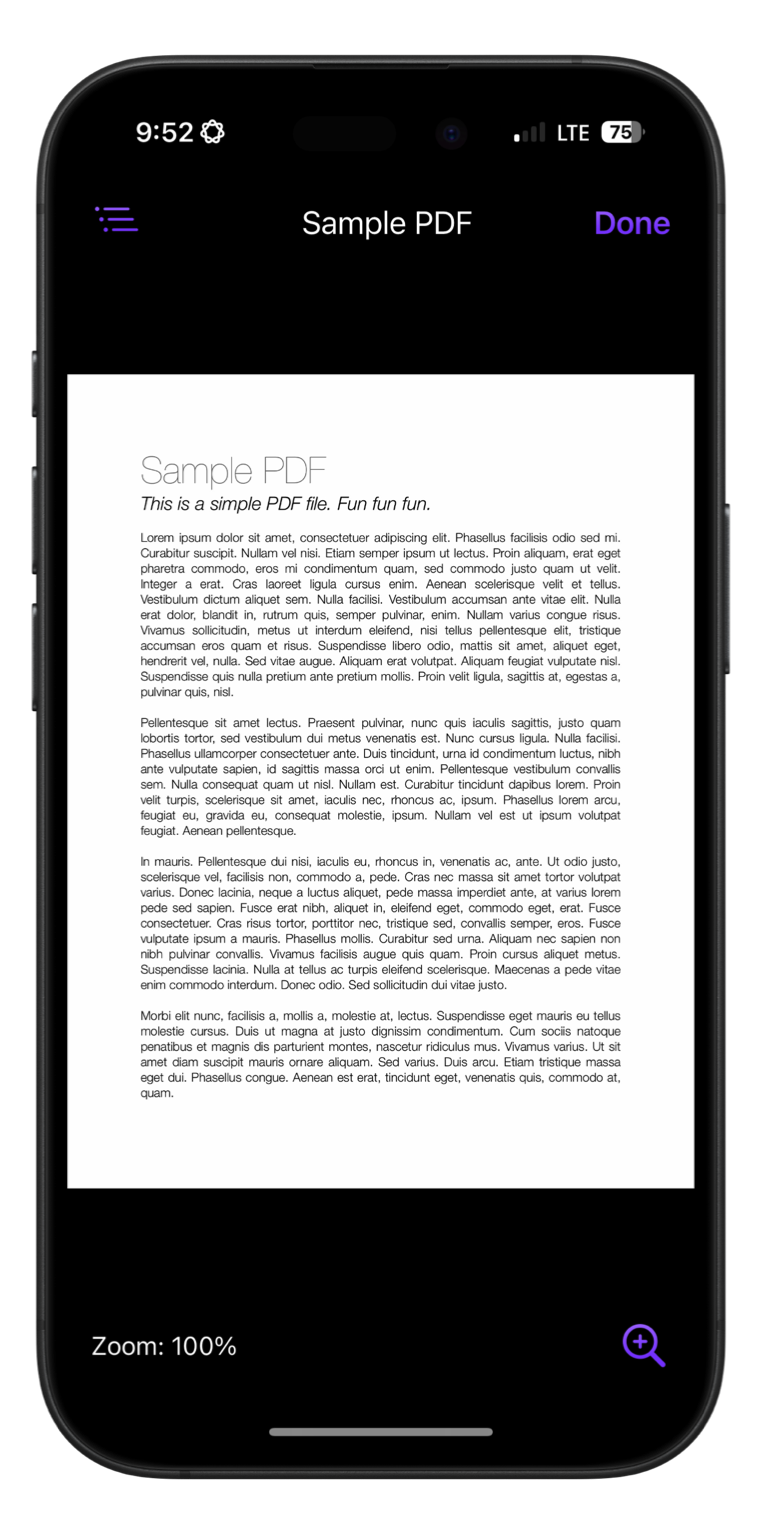 9:52
LTE
75
Sample PDF
Done
Sample PDF
This is a simple PDF file. Fun fun fun.
Lorem ipsum dolor sit amet, consectetuer adipiscing elit. Phasellus facilisis odio sed mi.
Curabitur suscipit. Nullam vel nisi. Etiam semper ipsum ut lectus. Proin aliquam, erat eget
pharetra commodo, eros mi condimentum quam, sed commodo justo quam ut velit.
Integer a erat. Cras laoreet ligula cursus enim. Aenean scelerisque velit et tellus.
Vestibulum dictum aliquet sem. Nulla facilisi. Vestibulum accumsan ante vitae elit. Nulla
erat dolor, blandit in, rutrum quis, semper pulvinar, enim. Nullam varius congue risus.
Vivamus sollicitudin, metus ut interdum eleifend, nisi tellus pellentesque elit, tristique
accumsan eros quam et risus. Suspendisse libero odio, mattis sit amet, aliquet eget,
hendrerit vel, nulla. Sed vitae augue. Aliquam erat volutpat. Aliquam feugiat vulputate nisl.
Suspendisse quis nulla pretium ante pretium mollis. Proin velit ligula, sagittis at, egestas a,
pulvinar quis, nisl.
Pellentesque sit amet lectus. Praesent pulvinar, nunc quis iaculis sagittis, justo quam
lobortis tortor, sed vestibulum dui metus venenatis est. Nunc cursus ligula. Nulla facilisi.
Phasellus ullamcorper consectetuer ante. Duis tincidunt, urna id condimentum luctus, nibh
ante vulputate sapien, id sagittis massa orci ut enim. Pellentesque vestibulum convallis
sem. Nulla consequat quam ut nisl. Nullam est. Curabitur tincidunt dapibus lorem. Proin
velit turpis, scelerisque sit amet, iaculis nec, rhoncus ac, ipsum. Phasellus lorem arcu,
feugiat eu, gravida eu, consequat molestie, ipsum. Nullam vel est ut ipsum volutpat
feugiat. Aenean pellentesque.
In mauris. Pellentesque dui nisi, iaculis eu, rhoncus in, venenatis ac, ante. Ut odio justo,
scelerisque vel, facilisis non, commodo a, pede. Cras nec massa sit amet tortor volutpat
varius. Donec lacinia, neque a luctus aliquet, pede massa imperdiet ante, at varius lorem
pede sed sapien. Fusce erat nibh, aliquet in, eleifend eget, commodo eget, erat. Fusce
consectetuer. Cras risus tortor, porttitor nec, tristique sed, convallis semper, eros. Fusce
vulputate ipsum a mauris. Phasellus mollis. Curabitur sed urna. Aliquam nec sapien non
nibh pulvinar convallis. Vivamus facilisis augue quis quam. Proin cursus aliquet metus.
Suspendisse lacinia. Nulla at tellus ac turpis eleifend scelerisque. Maecenas a pede vitae
enim commodo interdum. Donec odio. Sed sollicitudin dui vitae justo.
Morbi elit nunc, facilisis a, mollis a, molestie at, lectus. Suspendisse eget mauris eu tellus
molestie cursus. Duis ut magna at justo dignissim condimentum. Cum sociis natoque
penatibus et magnis dis parturient montes, nascetur ridiculus mus. Vivamus varius. Ut sit
amet diam suscipit mauris ornare aliquam. Sed varius. Duis arcu. Etiam tristique massa
eget dui. Phasellus congue. Aenean est erat, tincidunt eget, venenatis quis, commodo at,
quam.
Zoom: 100%